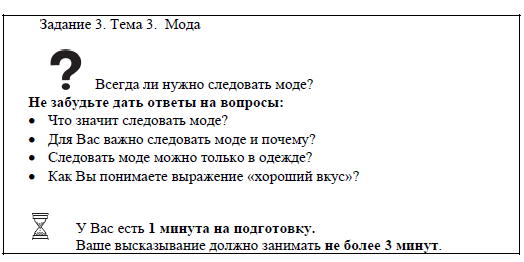 Задание 3. Тема 3.  Мода
? Всегда ли нужно следовать моде?
Не забудьте дать ответы на вопросы:
• Что значит следовать моде?
• Для Вас важно следовать моде и почему?
• Следовать моде можно только в одежде?
• Как Вы понимаете выражение «хороший вкус»?
У Вас есть 1 минута на подготовку.
Ваше высказывание должно занимать не более 3 минут.